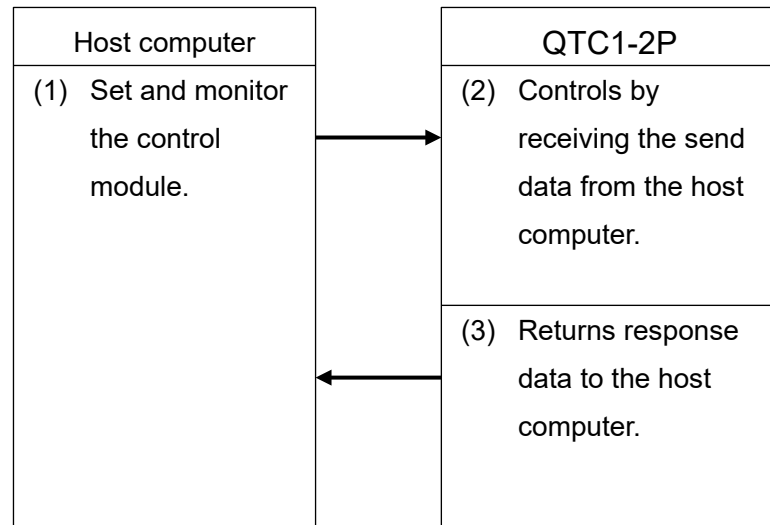 Host computer
(1) Set and monitor
the control
module.
QTC1-2P
(2) Controls by
receiving the send
data from the host
computer.
(3) Returns response
data to the host
computer.